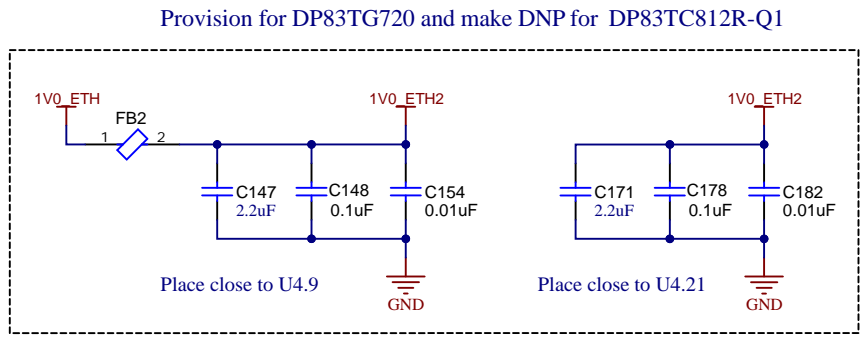 Provision for DP83TG720 and make DNP for DP83TC812R-Q1
1V0_ETH
1V0_ETH2
1V0_ETH2
FB2
1
2
C147
2.2uF
C148
0.1uF
C154
0.01uF
C171
2.2uF
C178
0.1uF
C182
0.01uF
Place close to U4.9
GND
Place close to U4.21
GND